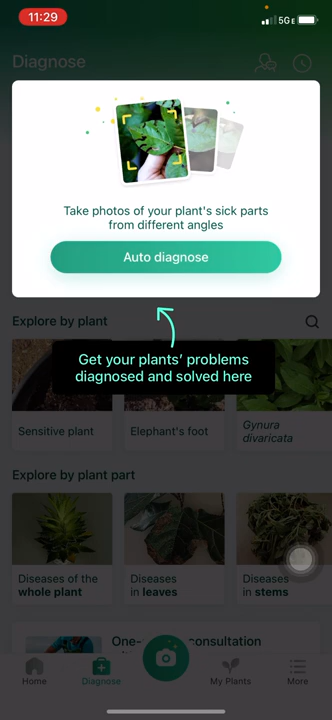 11:29
5G E
Diagnose
Take photos of your plant's sick parts
from different angles
Auto diagnose
Explore by plant
Get your plants' problems
diagnosed and solved here
Sensitive plant
Elephant's foot
Gynura
divaricata
Explore by plant part
Diseases of the
whole plant
Diseases
in leaves
Diseases
in stems
consultation
Home
Diagnose
My Plants
More